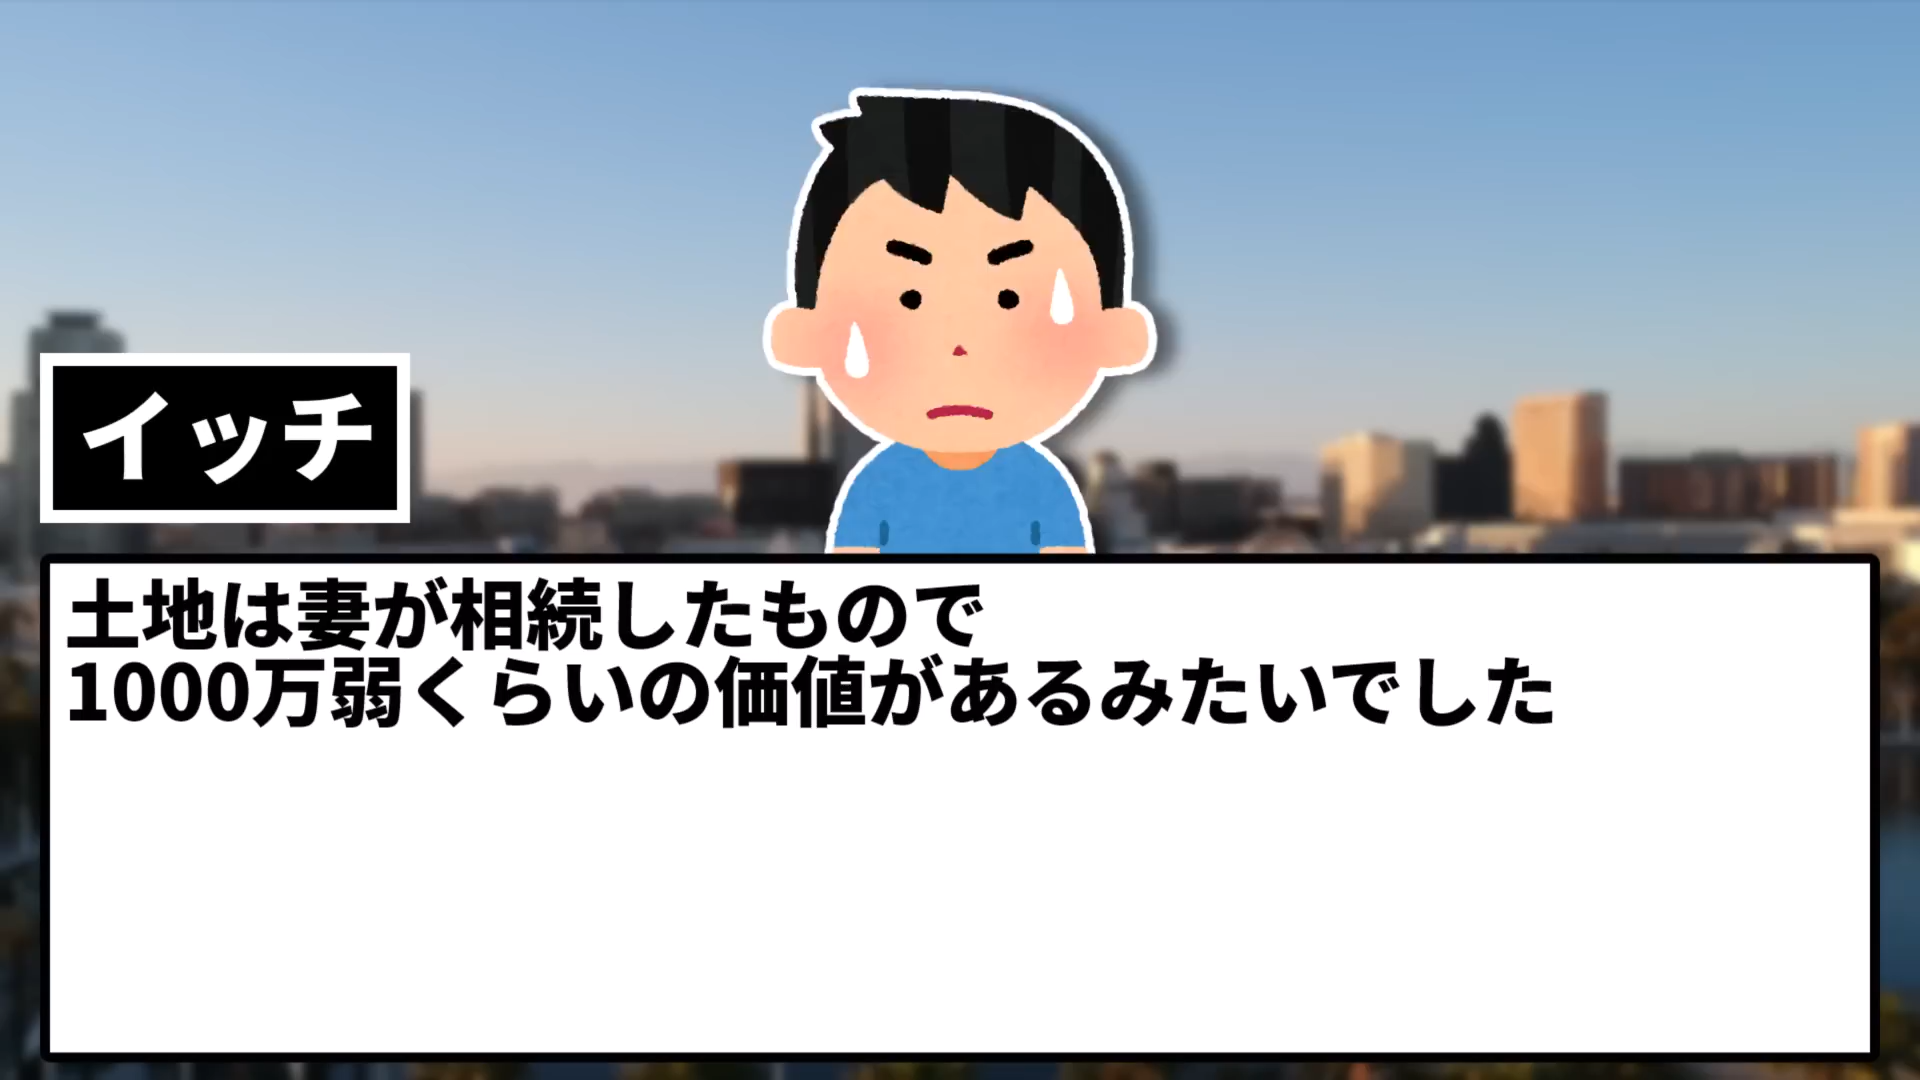 イッチ
土地は妻が相続したもので
1000万弱くらいの価値があるみたいでした